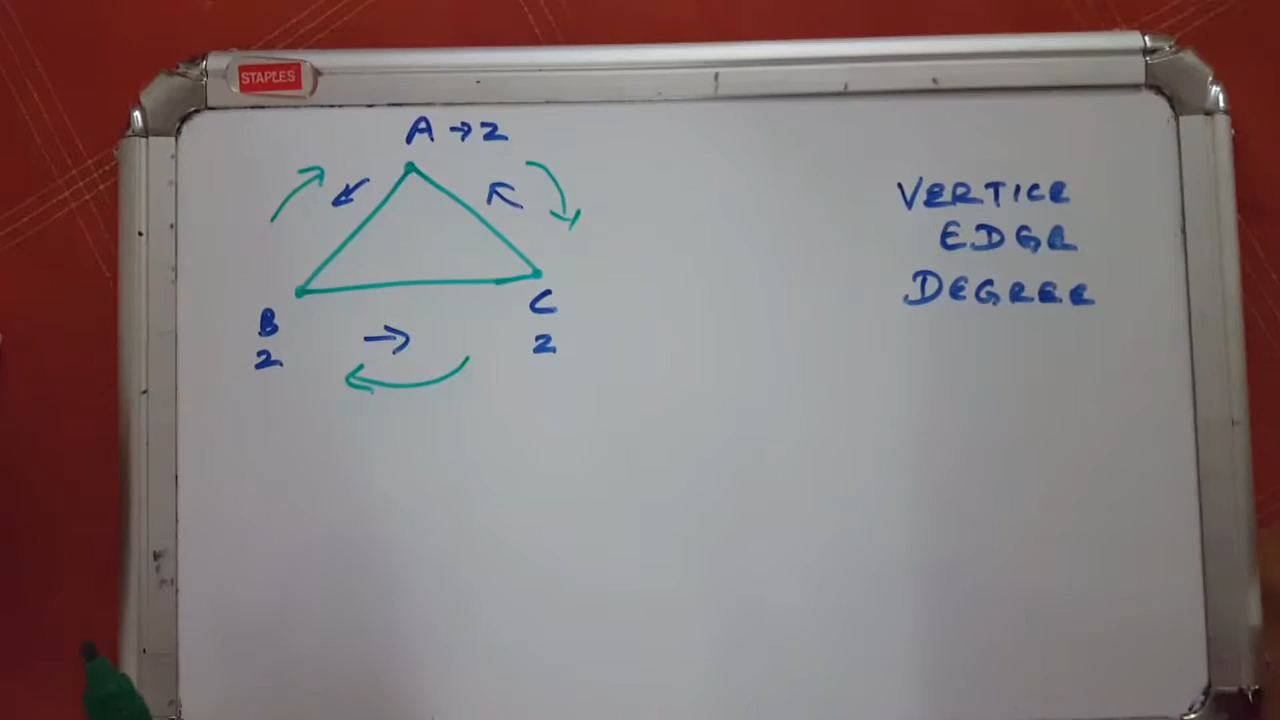 STAPLES
A → 2
VERTICE
EDGE
DEGREE
B
2
C
2